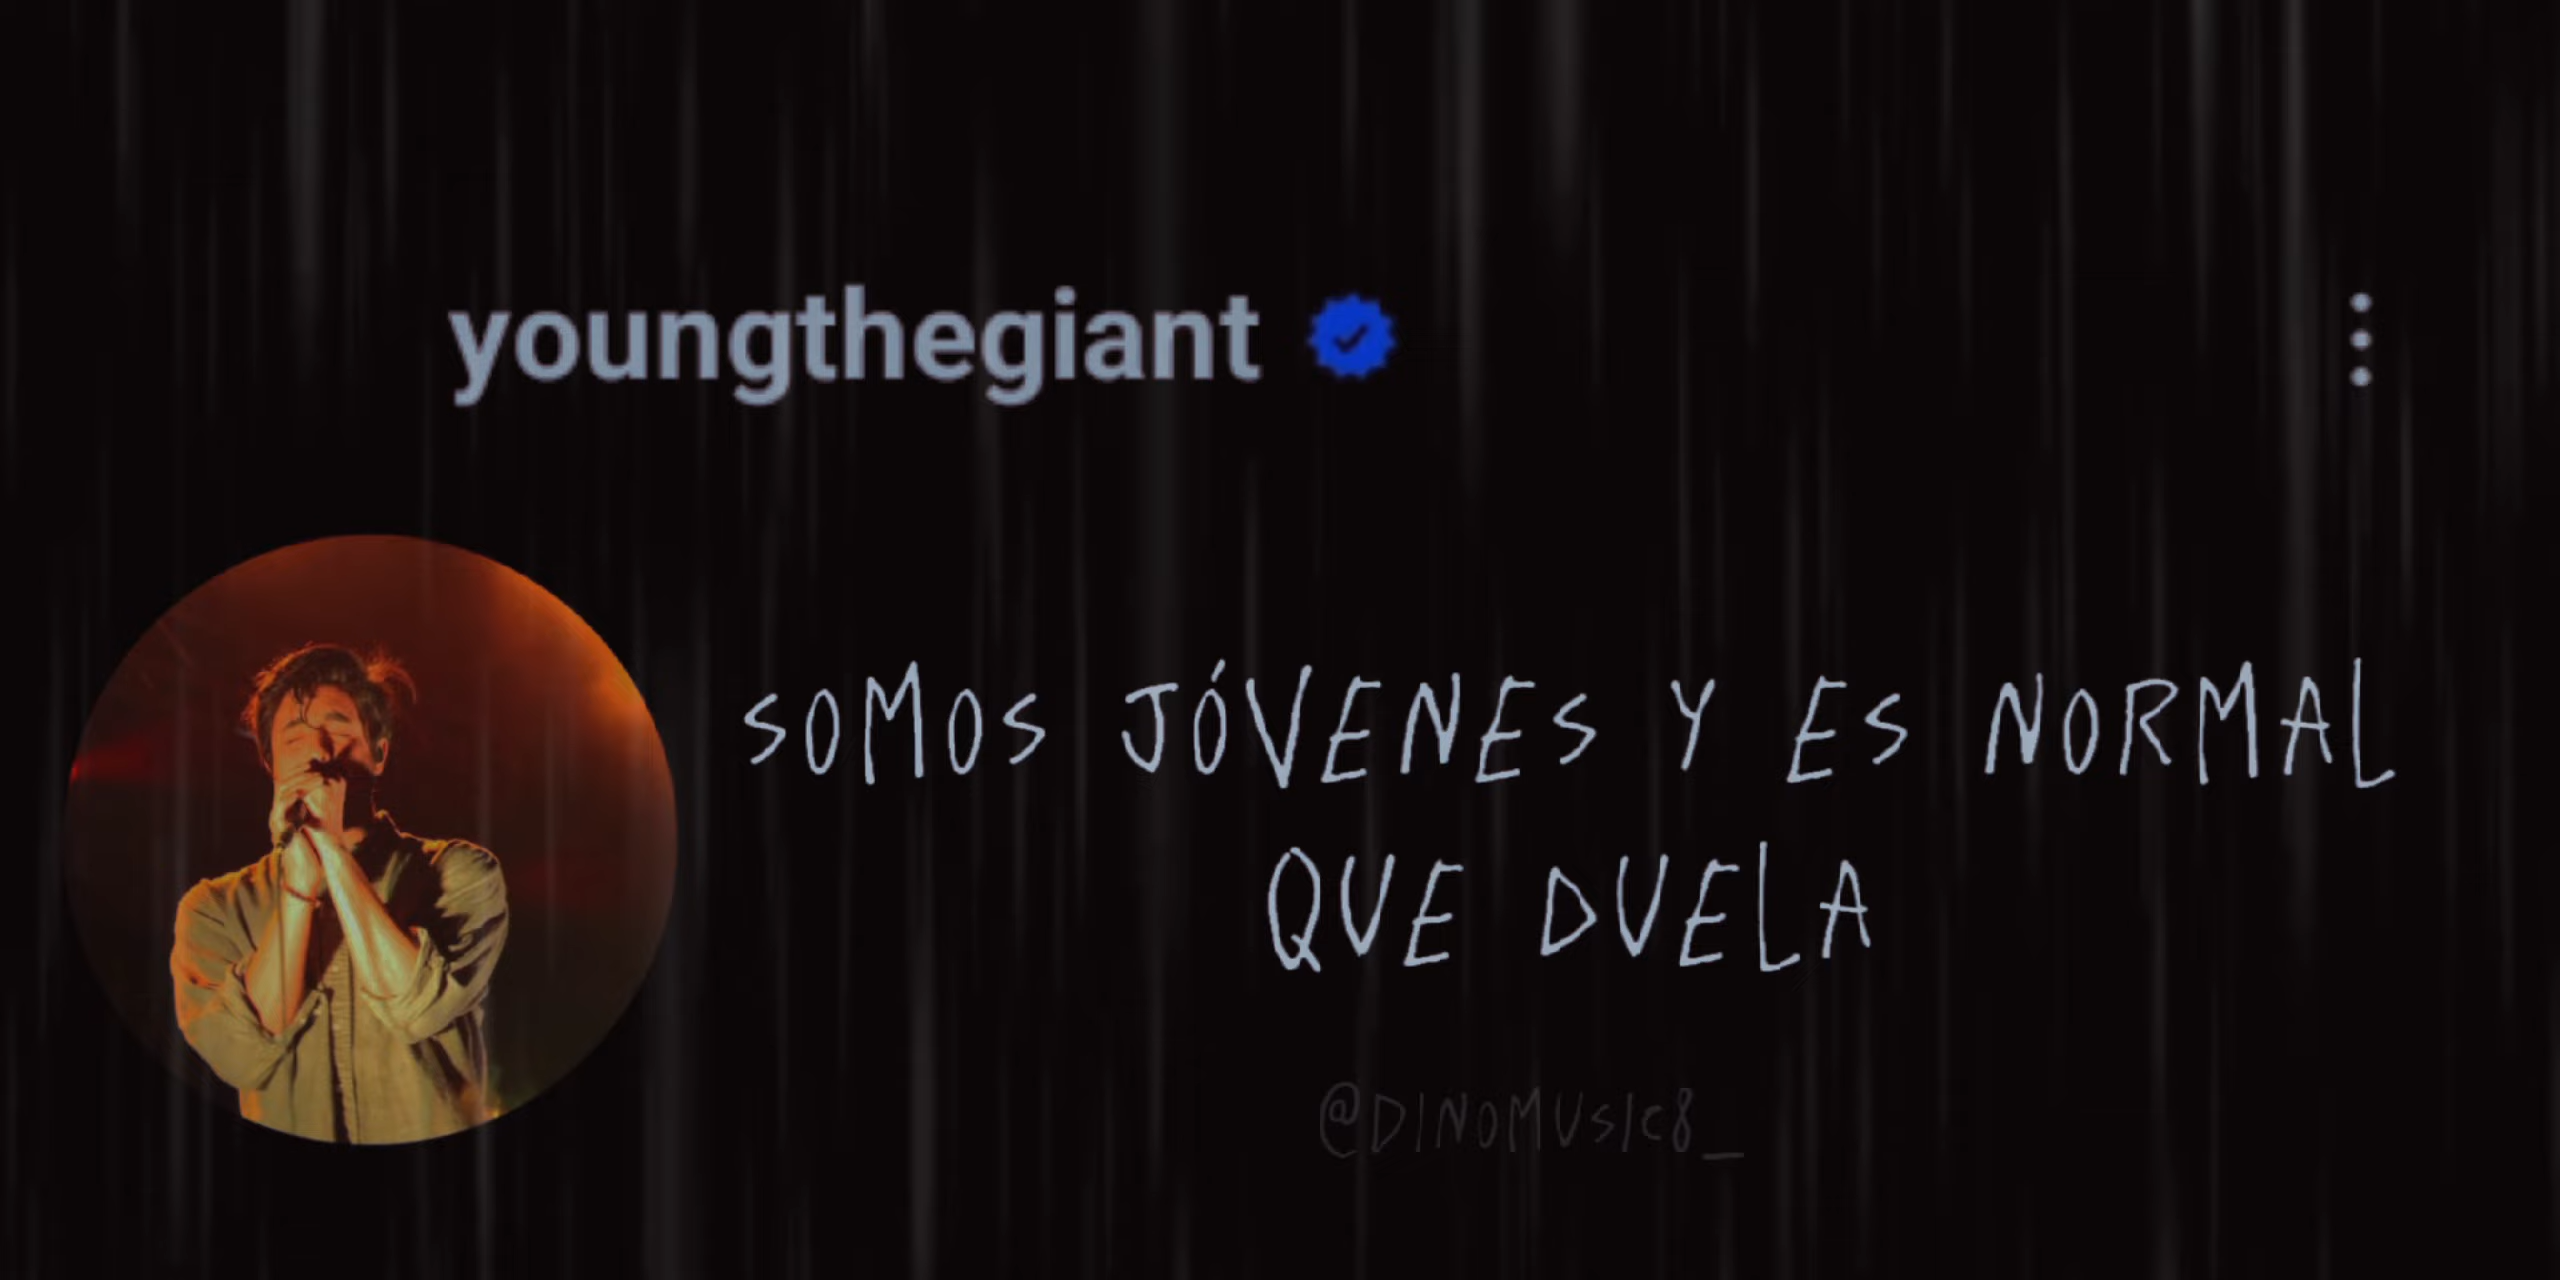 youngthegiant
SOMOS JÓVENES Y ES NORMAL
QUE DUELA
@DINOMUSIC8_